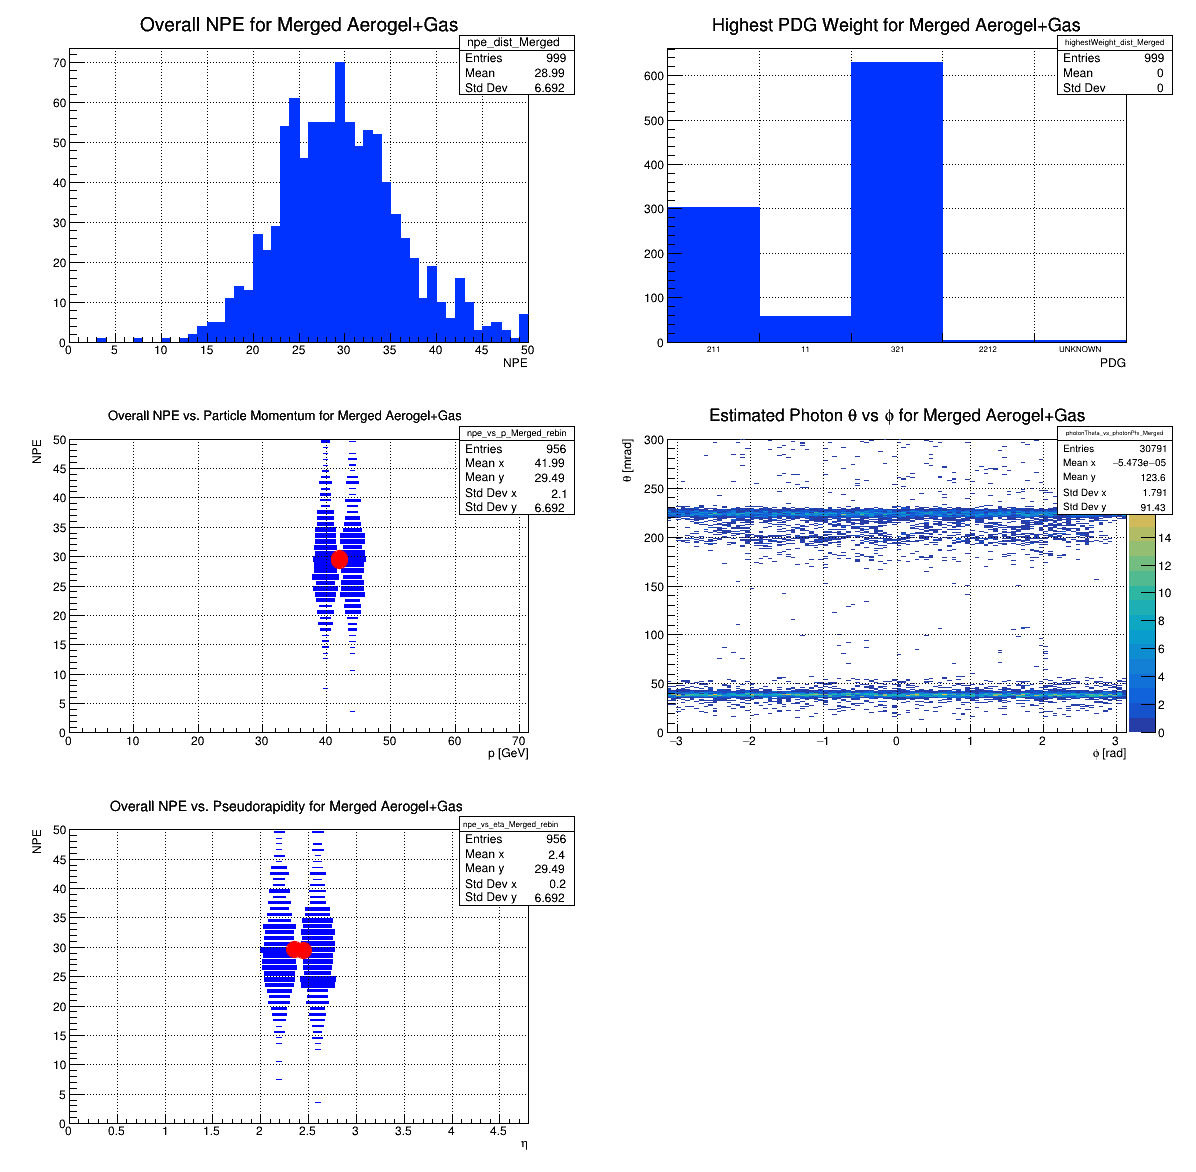 Overall NPE for Merged Aerogel+Gas
npe_dist_Merged
Entries 999
Mean 28.99
Std Dev 6.692
70
60
50
40
30
20
10
0
0 5 10 15 20 25 30 35 40 45 50
NPE
Highest PDG Weight for Merged Aerogel+Gas
highestWeight_dist_Merged
Entries 999
Mean 0
Std Dev 0
600
500
400
300
200
100
0
211 11 321 2212 UNKNOWN
PDG
Overall NPE vs. Particle Momentum for Merged Aerogel+Gas
npe_vs_p_Merged_rebin
Entries 956
Mean x 41.99
Mean y 29.49
Std Dev x 2.1
Std Dev y 6.692
NPE
50
45
40
35
30
25
20
15
10
5
0
0 10 20 30 40 50 60 70
p [GeV]
Estimated Photon θ vs ϕ for Merged Aerogel+Gas
photonTheta_vs_photonPhi_Merged
Entries 30791
Mean x −5.473e−05
Mean y 123.6
Std Dev x 1.791
Std Dev y 91.43
θ [mrad]
300
250
200
150
100
50
0
−3 −2 −1 0 1 2 3
ϕ [rad]
14
12
10
8
6
4
2
0
Overall NPE vs. Pseudorapidity for Merged Aerogel+Gas
npe_vs_eta_Merged_rebin
Entries 956
Mean x 2.4
Mean y 29.49
Std Dev x 0.2
Std Dev y 6.692
NPE
50
45
40
35
30
25
20
15
10
5
0
0 0.5 1 1.5 2 2.5 3 3.5 4 4.5
η